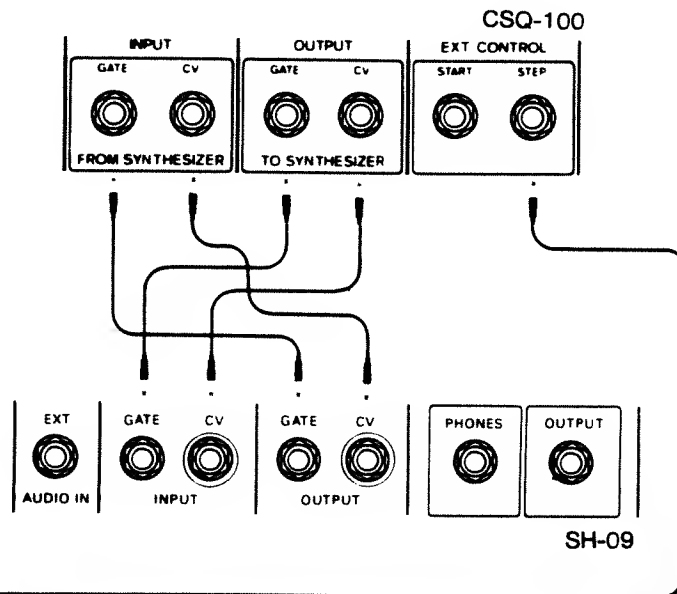 CSQ-100
INPUT OUTPUT EXT CONTROL
GATE CV GATE CV START STEP
FROM SYNTHESIZER TO SYNTHESIZER
EXT GATE CV GATE CV PHONES OUTPUT
AUDIO IN INPUT OUTPUT
SH-09